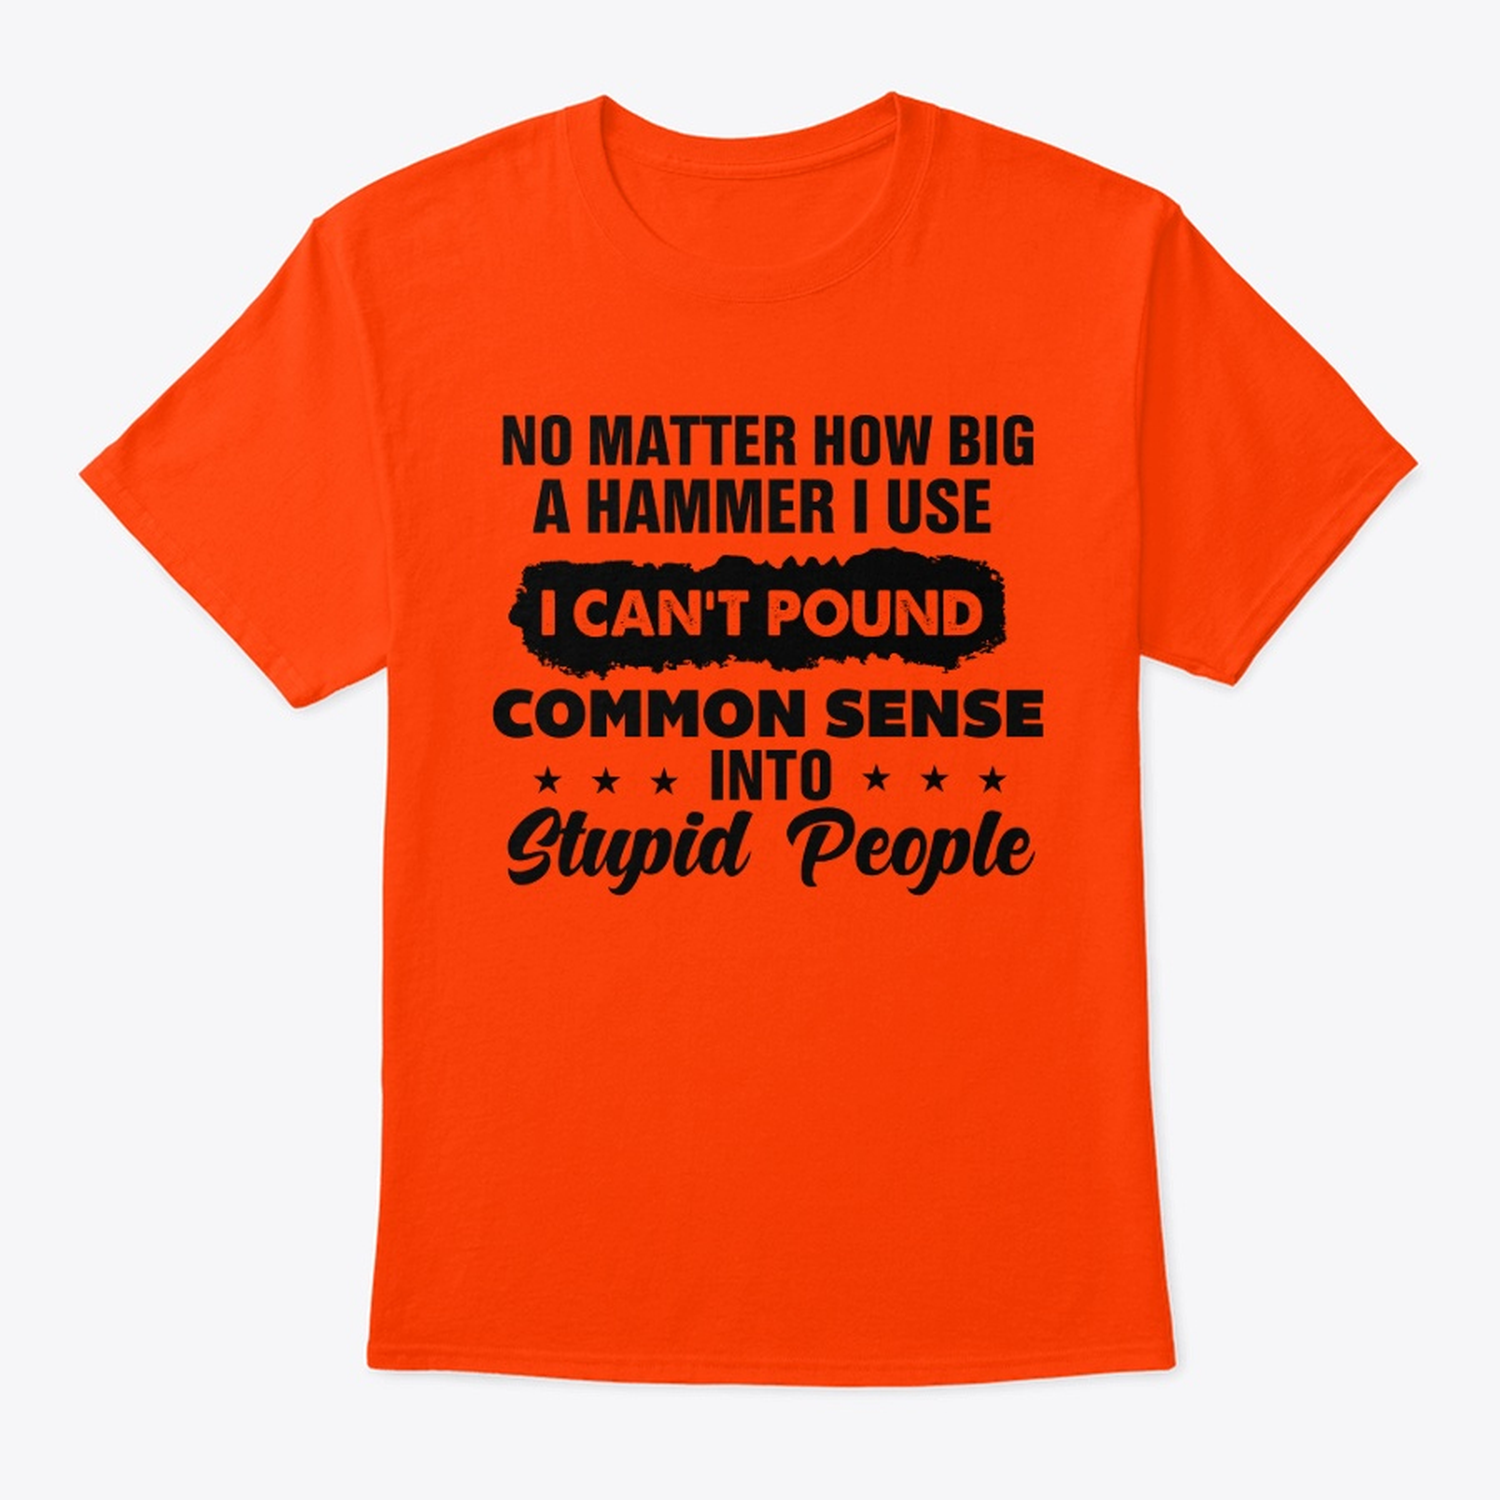 NO MATTER HOW BIG
A HAMMER I USE
I CAN'T POUND
COMMON SENSE
INTO
Stupid People